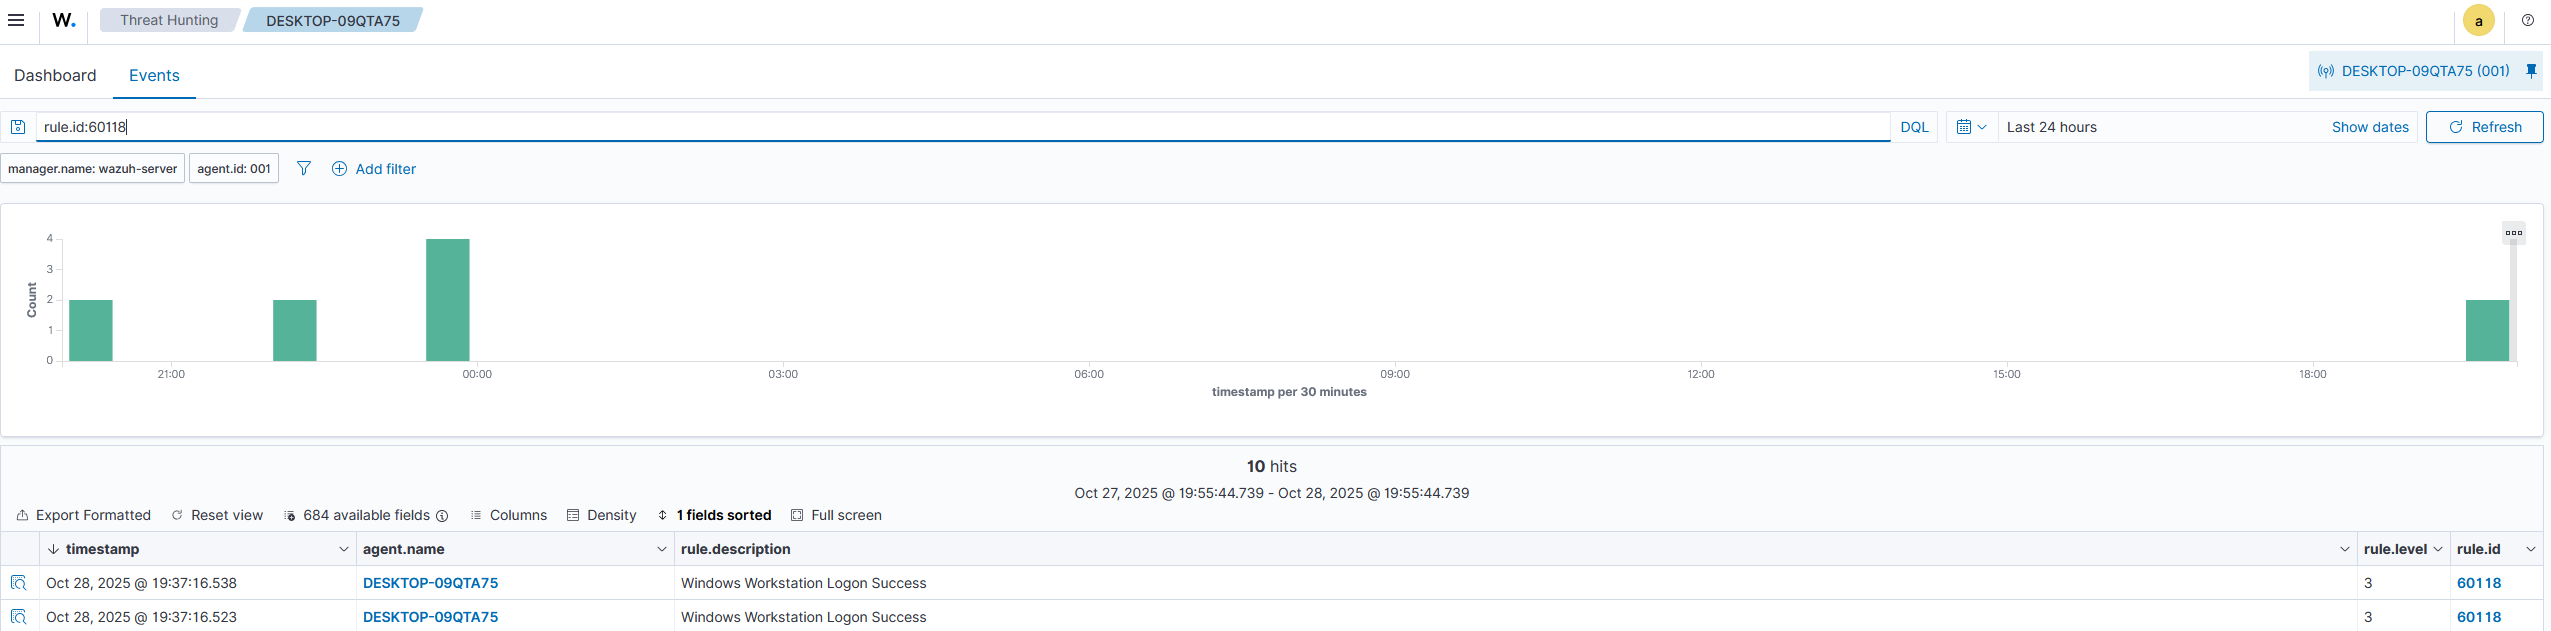 W. Threat Hunting DESKTOP-09QTA75 a
Dashboard Events DESKTOP-09QTA75 (001)
rule.id:60118 DQL Last 24 hours Show dates Refresh
manager.name: wazuh-server agent.id: 001 Add filter
4
3
2
1
0
Count
21:00 00:00 03:00 06:00 09:00 12:00 15:00 18:00
timestamp per 30 minutes
10 hits
Oct 27, 2025 @ 19:55:44.739 - Oct 28, 2025 @ 19:55:44.739
Export Formatted Reset view 684 available fields Columns Density 1 fields sorted Full screen
timestamp agent.name rule.description rule.level rule.id
Oct 28, 2025 @ 19:37:16.538 DESKTOP-09QTA75 Windows Workstation Logon Success 3 60118
Oct 28, 2025 @ 19:37:16.523 DESKTOP-09QTA75 Windows Workstation Logon Success 3 60118